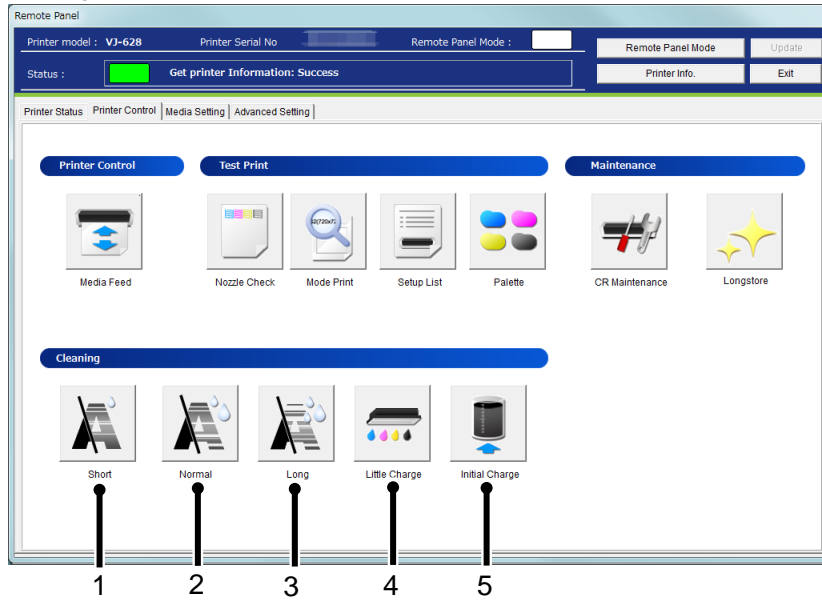 Remote Panel
Printer model : VJ-628 Printer Serial No Remote Panel Mode :
Remote Panel Mode Update
Status : Get printer Information: Success
Printer Info. Exit
Printer Status Printer Control Media Setting Advanced Setting
Printer Control Test Print Maintenance
Media Feed Nozzle Check Mode Print Setup List Palette CR Maintenance Longstore
Cleaning
Short Normal Long Little Charge Initial Charge
1 2 3 4 5